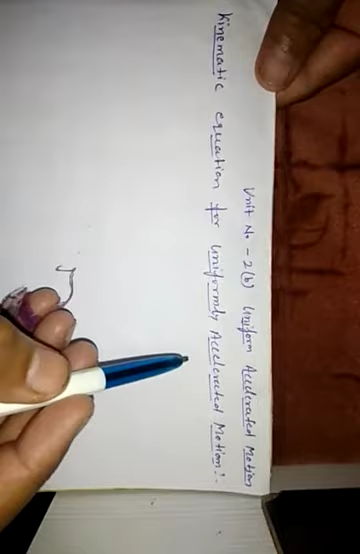 Unit No - 2(b) Uniform Accelerated Motion
Kinematic equation for Uniformly Accelerated Motion:-